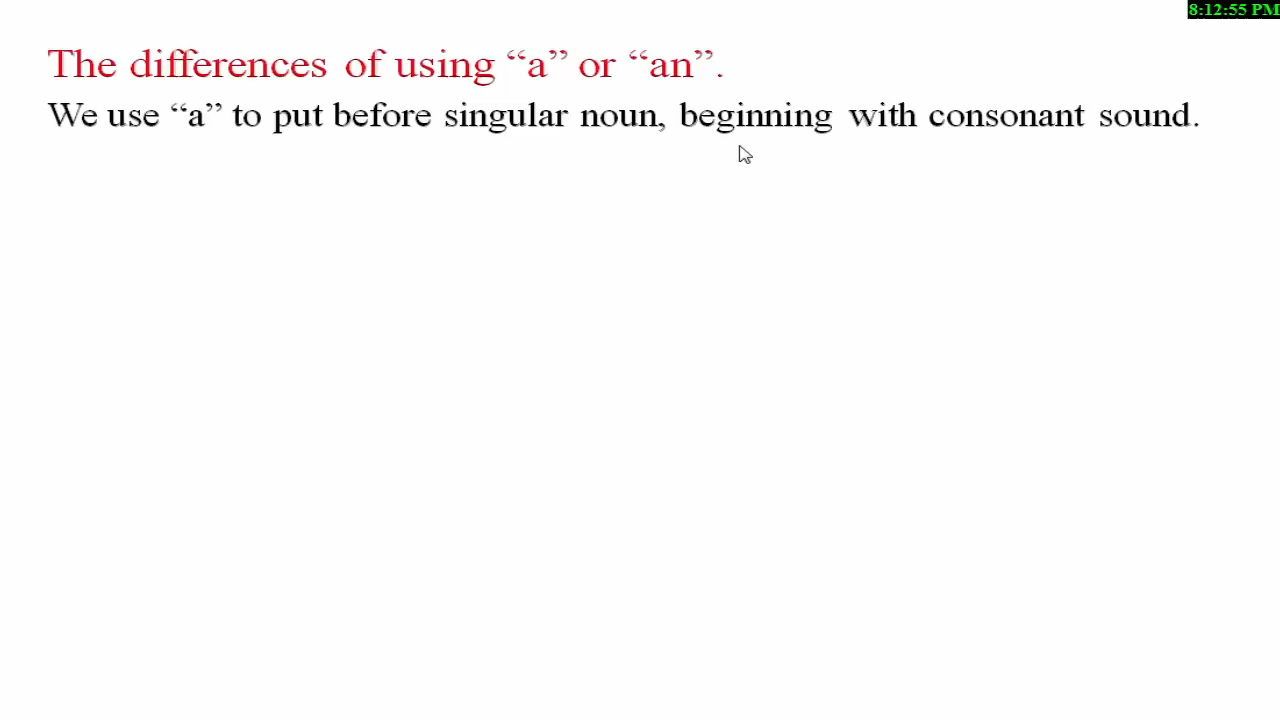 8:12:55 PM
The differences of using “a” or “an”.
We use “a” to put before singular noun, beginning with consonant sound.